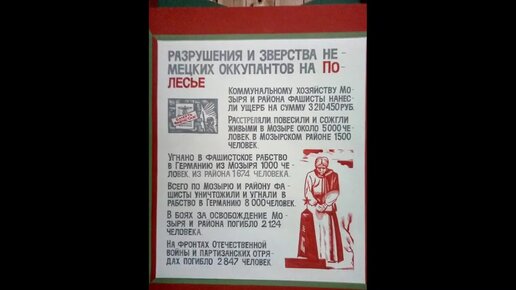 РАЗРУШЕНИЯ И ЗВЕРСТВА НЕ-
МЕЦКИХ ОККУПАНТОВ НА ПО-
ЛЕСЬЕ
КОММУНАЛЬНОМУ ХОЗЯЙСТВУ МО-
ЗЫРЯ И РАЙОНА ФАШИСТЫ НАНЕС-
ЛИ УЩЕРБ НА СУММУ 3210450 РУБ.
РАССТРЕЛЯЛИ ПОВЕСИЛИ И СОЖГЛИ
ЖИВЫМИ В МОЗЫРЕ ОКОЛО 5000 ЧЕ-
ЛОВЕК. В МОЗЫРСКОМ РАЙОНЕ 1500
ЧЕЛОВЕК.
УГНАНО В ФАШИСТСКОЕ РАБСТВО
В ГЕРМАНИЮ ИЗ МОЗЫРЯ 1000 ЧЕ-
ЛОВЕК ИЗ РАЙОНА 1674 ЧЕЛОВЕКА.
ВСЕГО ПО МОЗЫРЮ И РАЙОНУ ФА-
ШИСТЫ УНИЧТОЖИЛИ И УГНАЛИ В
РАБСТВО В ГЕРМАНИЮ 8 000 ЧЕЛОВЕК.
В БОЯХ ЗА ОСВОБОЖДЕНИЕ МО-
ЗЫРЯ И РАЙОНА ПОГИБЛО 2 124
ЧЕЛОВЕКА.
НА ФРОНТАХ ОТЕЧЕСТВЕННОЙ
ВОЙНЫ И ПАРТИЗАНСКИХ ОТРЯ-
ДАХ ПОГИБЛО 2 847 ЧЕЛОВЕК